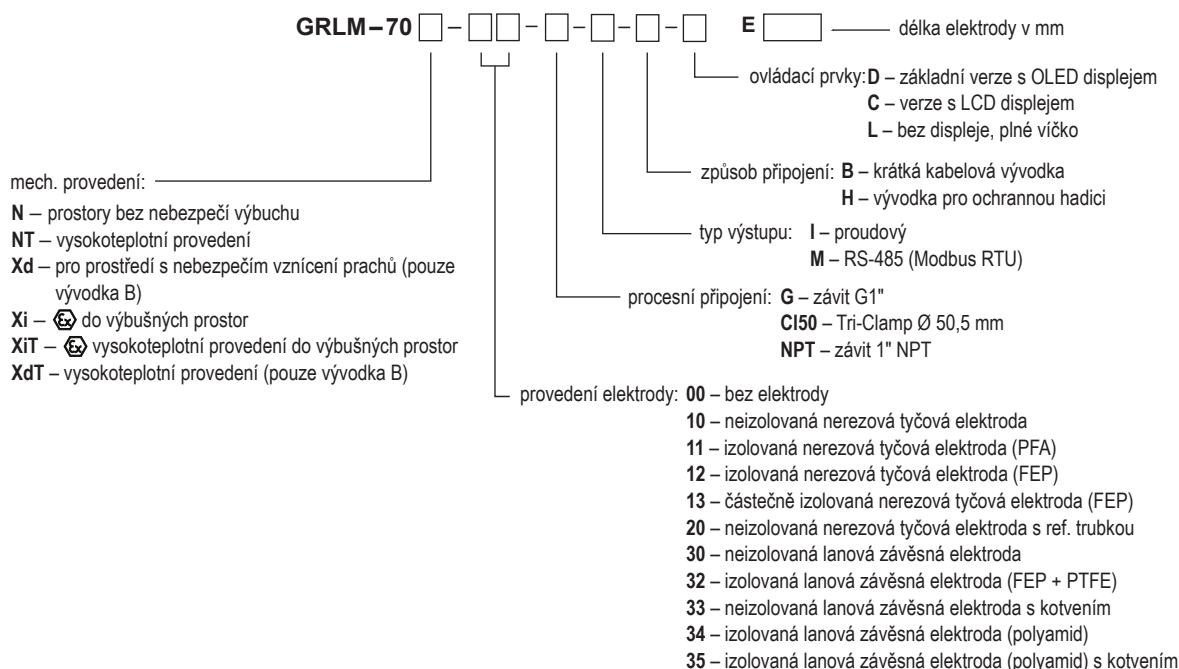 GRLM–70 – – – – – E délka elektrody v mm
ovládací prvky: D – základní verze s OLED displejem
C – verze s LCD displejem
L – bez displeje, plné víčko
způsob připojení: B – krátká kabelová vývodka
H – vývodka pro ochrannou hadici
typ výstupu: I – proudový
M – RS-485 (Modbus RTU)
procesní připojení: G – závit G1"
Cl50 – Tri-Clamp Ø 50,5 mm
NPT – závit 1" NPT
mech. provedení:
N – prostory bez nebezpečí výbuchu
NT – vysokoteplotní provedení
Xd – pro prostředí s nebezpečím vznícení prachů (pouze
vývodka B)
Xi – Ex do výbušných prostor
XiT – Ex vysokoteplotní provedení do výbušných prostor
XdT – vysokoteplotní provedení (pouze vývodka B)
provedení elektrody: 00 – bez elektrody
10 – neizolovaná nerezová tyčová elektroda
11 – izolovaná nerezová tyčová elektroda (PFA)
12 – izolovaná nerezová tyčová elektroda (FEP)
13 – částečně izolovaná nerezová tyčová elektroda (FEP)
20 – neizolovaná nerezová tyčová elektroda s ref. trubkou
30 – neizolovaná lanová závěsná elektroda
32 – izolovaná lanová závěsná elektroda (FEP + PTFE)
33 – neizolovaná lanová závěsná elektroda s kotvením
34 – izolovaná lanová závěsná elektroda (polyamid)
35 – izolovaná lanová závěsná elektroda (polyamid) s kotvením